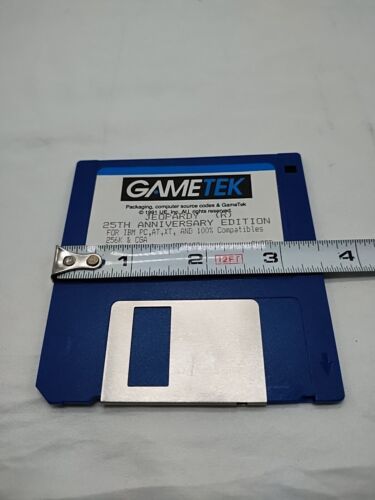 GAMETEK
Packaging, computer source codes & GameTek
© 1991 IJE, Inc. ALL rights reserved
JEOPARDY (R)
25TH ANNIVERSARY EDITION
FOR IBM PC,AT,XT, AND 100% Compatibles
256K & CGA
1 2 12FT 3 4